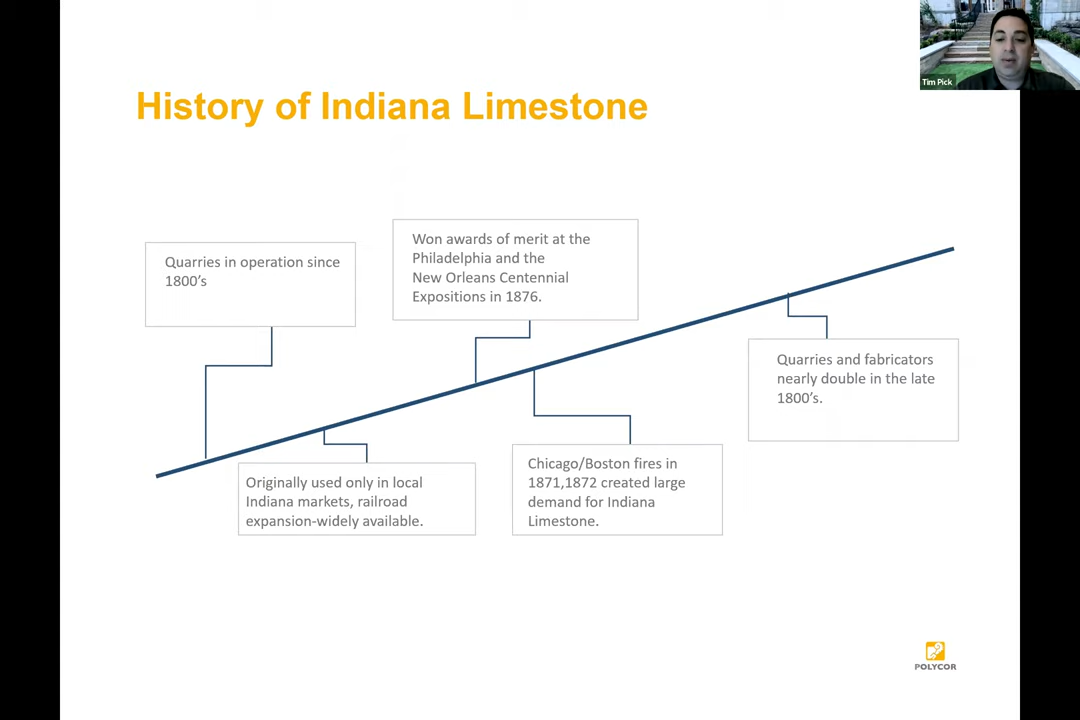 Tim Pick
History of Indiana Limestone
Quarries in operation since
1800's
Won awards of merit at the
Philadelphia and the
New Orleans Centennial
Expositions in 1876.
Originally used only in local
Indiana markets, railroad
expansion-widely available.
Chicago/Boston fires in
1871,1872 created large
demand for Indiana
Limestone.
Quarries and fabricators
nearly double in the late
1800's.
POLYCOR